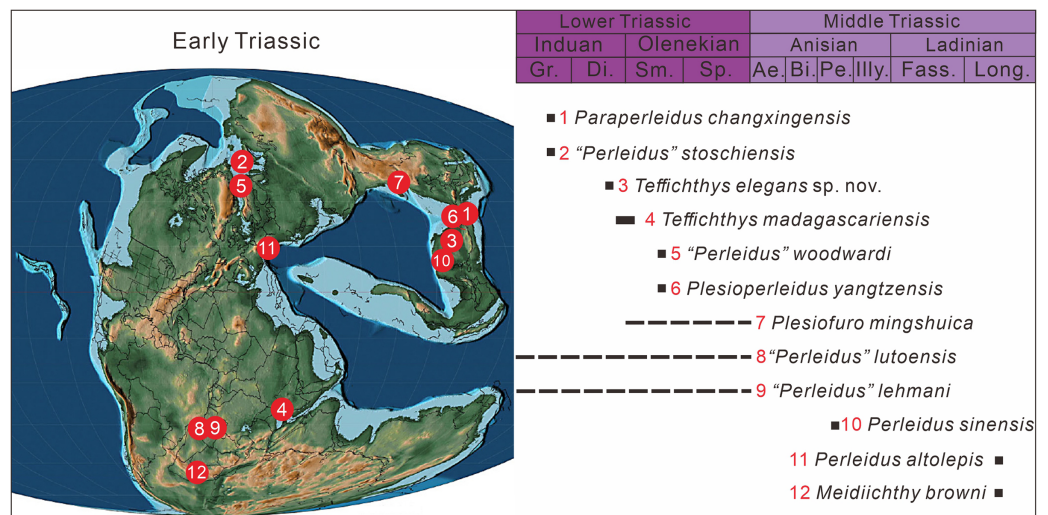 Early Triassic
Lower Triassic Middle Triassic
Induan Olenekian Anisian Ladinian
Gr. Di. Sm. Sp. Ae. Bi. Pe. Illy. Fass. Long.
1 Paraperleidus changxingensis
2 "Perleidus" stoschiensis
3 Teffichthys elegans sp. nov.
4 Teffichthys madagascariensis
5 "Perleidus" woodwardi
6 Plesioperleidus yangtzensis
7 Plesiofuro mingshuica
8 "Perleidus" lutoensis
9 "Perleidus" lehmani
10 Perleidus sinensis
11 Perleidus altolepis
12 Meidiichthy browni
2
5
7
6 1
3
10
11
4
8 9
12